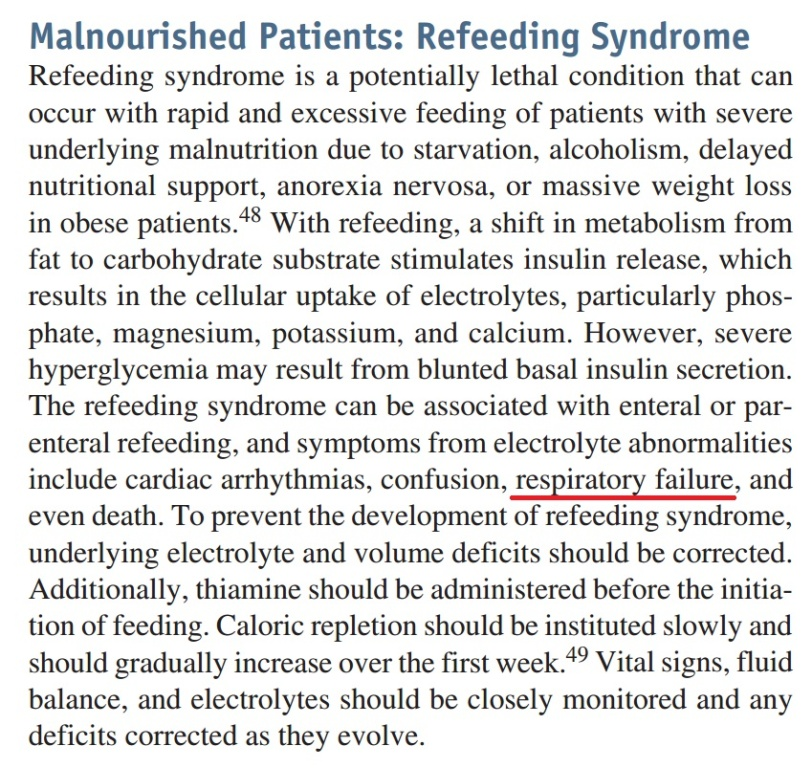 Malnourished Patients: Refeeding Syndrome
Refeeding syndrome is a potentially lethal condition that can
occur with rapid and excessive feeding of patients with severe
underlying malnutrition due to starvation, alcoholism, delayed
nutritional support, anorexia nervosa, or massive weight loss
in obese patients.48 With refeeding, a shift in metabolism from
fat to carbohydrate substrate stimulates insulin release, which
results in the cellular uptake of electrolytes, particularly phos-
phate, magnesium, potassium, and calcium. However, severe
hyperglycemia may result from blunted basal insulin secretion.
The refeeding syndrome can be associated with enteral or par-
enteral refeeding, and symptoms from electrolyte abnormalities
include cardiac arrhythmias, confusion, respiratory failure, and
even death. To prevent the development of refeeding syndrome,
underlying electrolyte and volume deficits should be corrected.
Additionally, thiamine should be administered before the initia-
tion of feeding. Caloric repletion should be instituted slowly and
should gradually increase over the first week.49 Vital signs, fluid
balance, and electrolytes should be closely monitored and any
deficits corrected as they evolve.